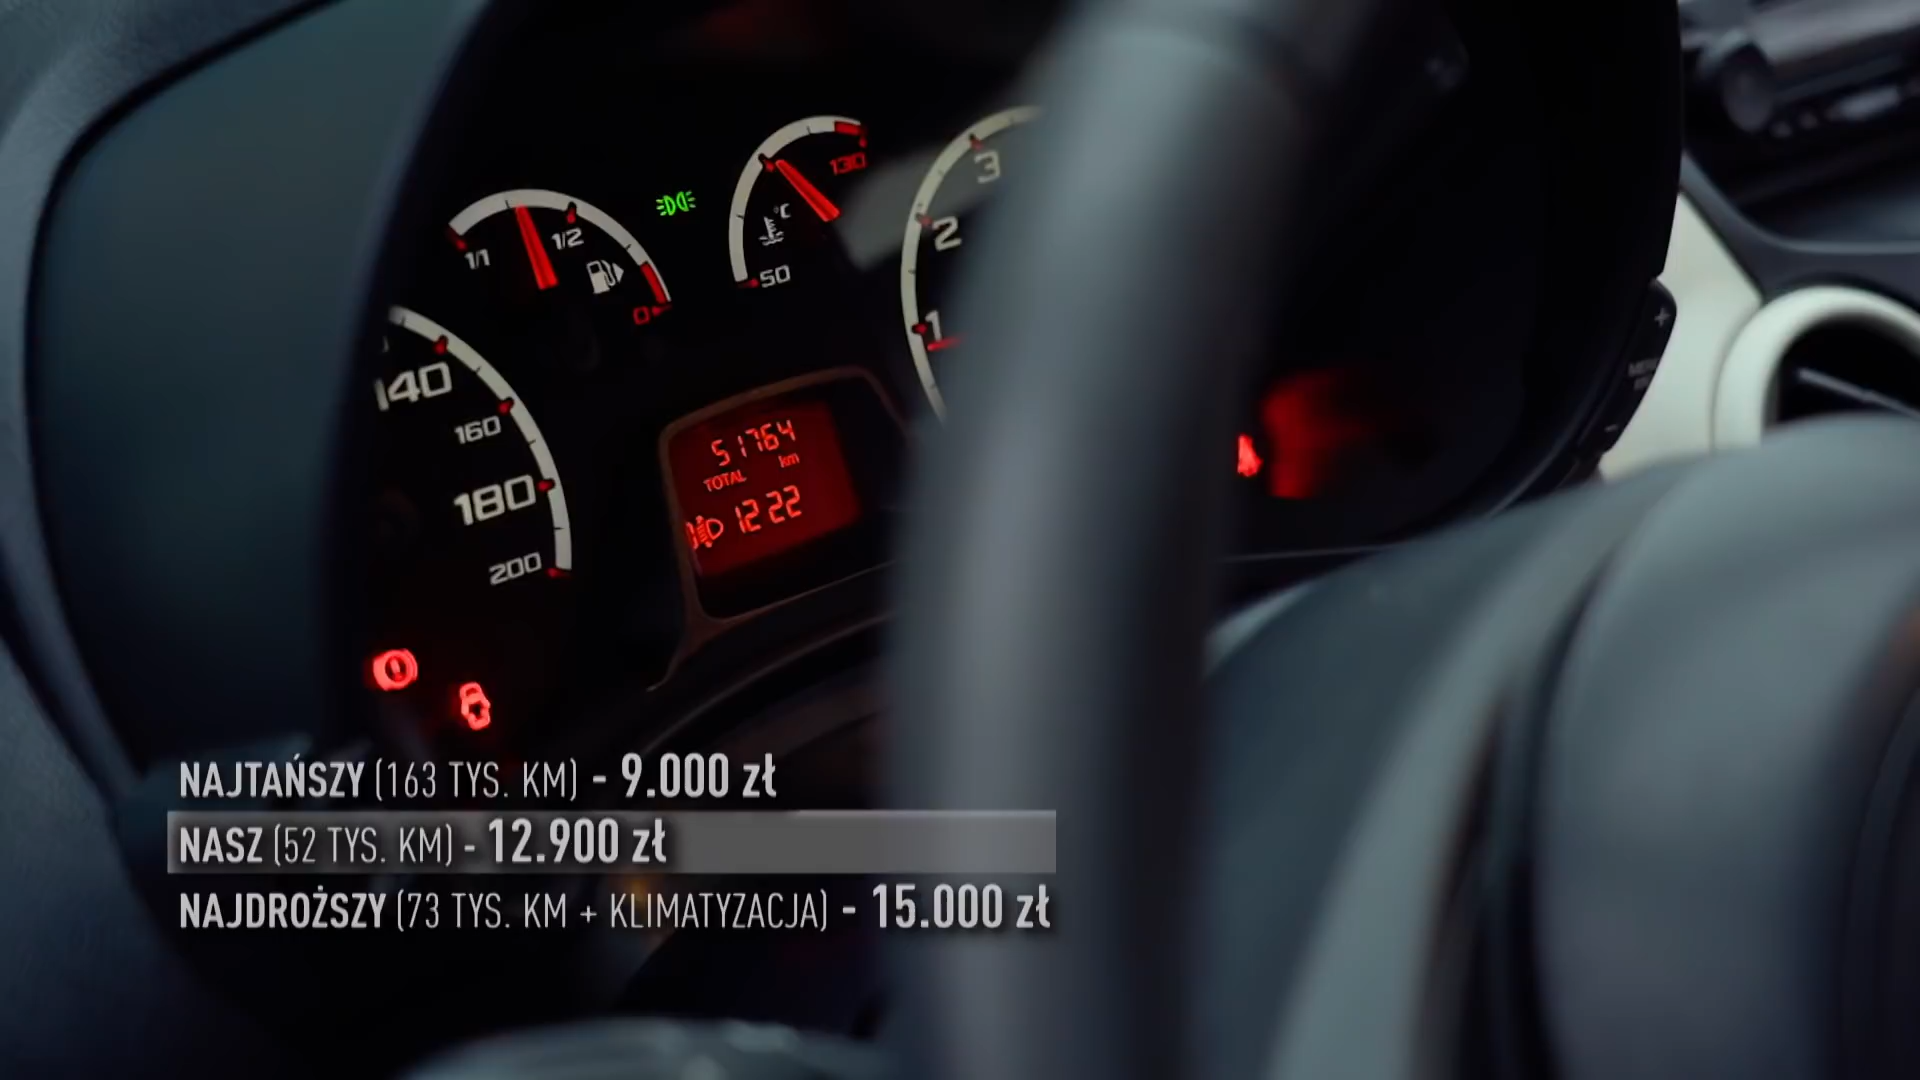 130
3
1/1
1/2
°C
2
50
0
1
140
160
51764
km
180
TOTAL
1222
200
NAJTAŃSZY (163 TYS. KM) - 9.000 zł
NASZ (52 TYS. KM) - 12.900 zł
NAJDROŻSZY (73 TYS. KM + KLIMATYZACJA) - 15.000 zł